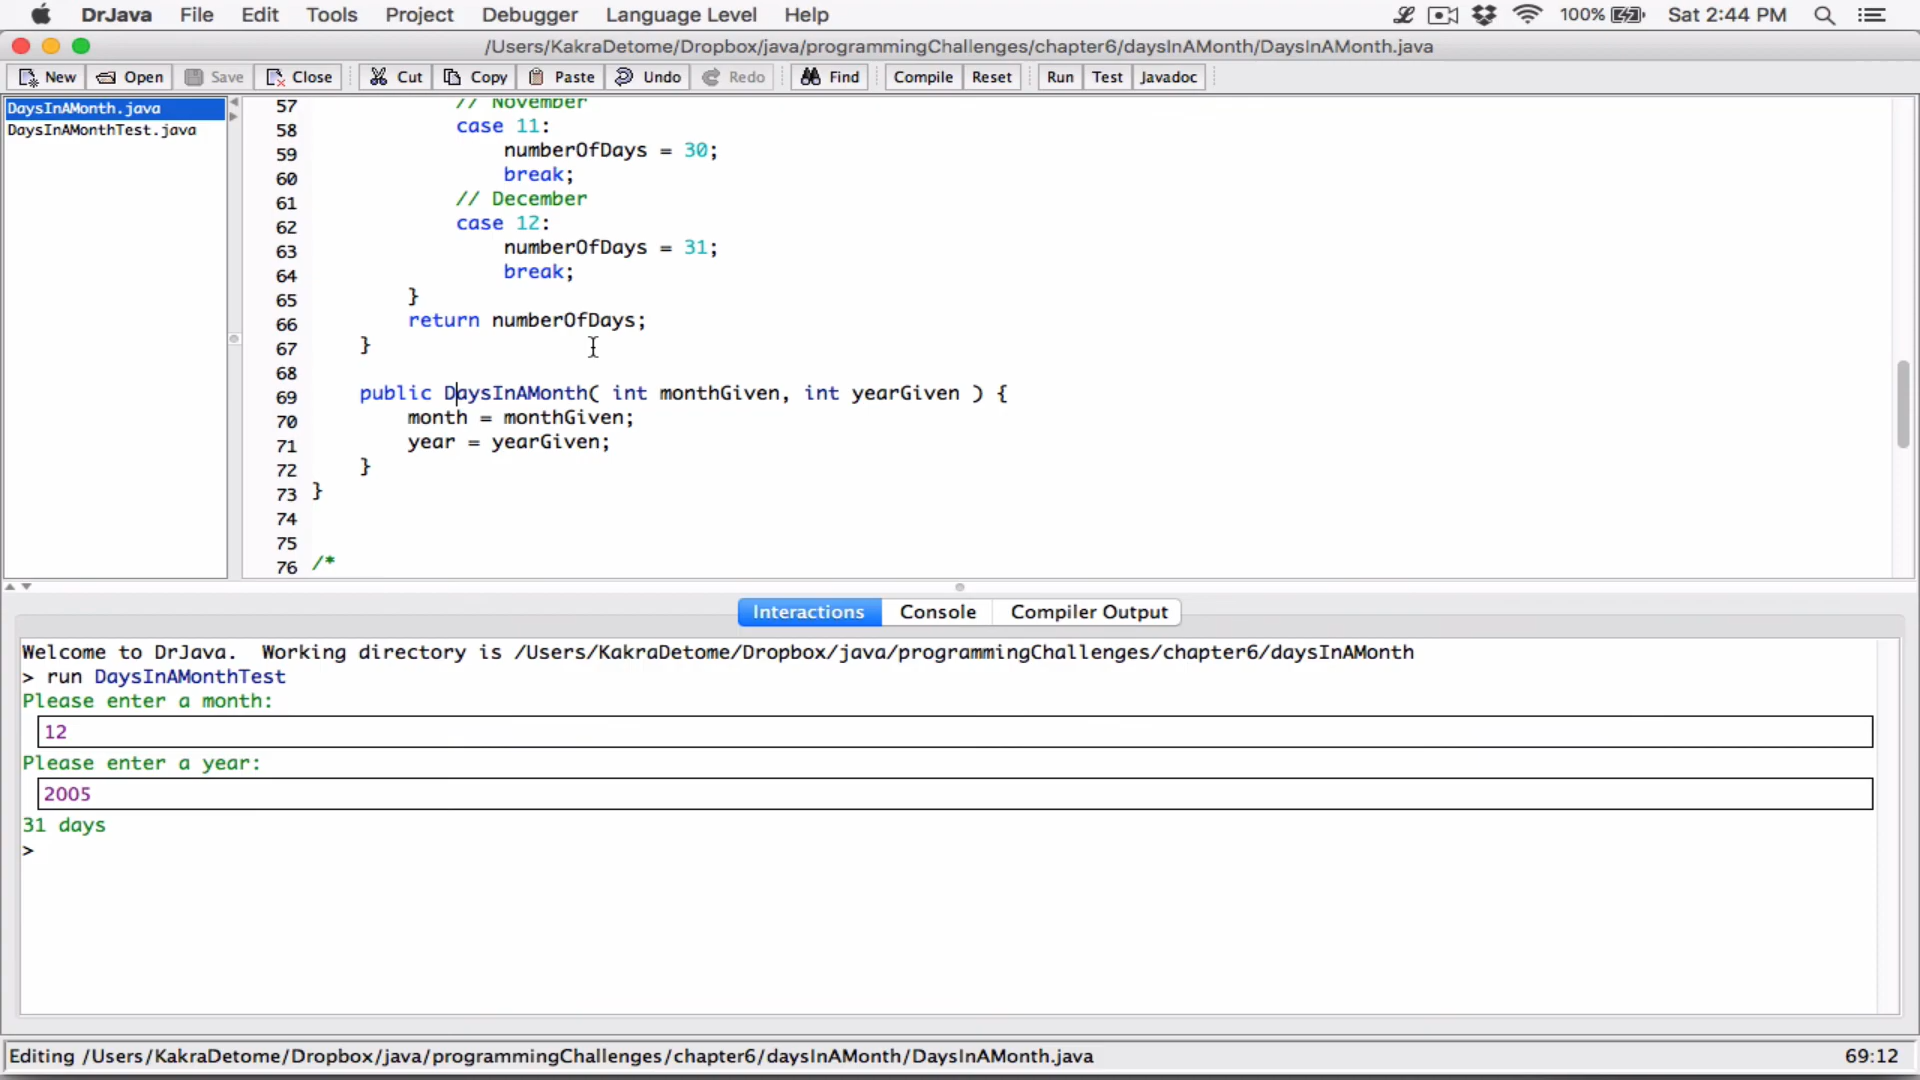 DrJava File Edit Tools Project Debugger Language Level Help 100% Sat 2:44 PM
/Users/KakraDetome/Dropbox/java/programmingChallenges/chapter6/daysInAMonth/DaysInAMonth.java
New Open Save Close Cut Copy Paste Undo Redo Find Compile Reset Run Test Javadoc
DaysInAMonth.java
DaysInAMonthTest.java
57 // November
58 case 11:
59 numberOfDays = 30;
60 break;
61 // December
62 case 12:
63 numberOfDays = 31;
64 break;
65 }
66 return numberOfDays;
67 }
68
69 public DaysInAMonth( int monthGiven, int yearGiven ) {
70 month = monthGiven;
71 year = yearGiven;
72 }
73 }
74
75
76 /*
Interactions Console Compiler Output
Welcome to DrJava.  Working directory is /Users/KakraDetome/Dropbox/java/programmingChallenges/chapter6/daysInAMonth
> run DaysInAMonthTest
Please enter a month:
12
Please enter a year:
2005
31 days
>
Editing /Users/KakraDetome/Dropbox/java/programmingChallenges/chapter6/daysInAMonth/DaysInAMonth.java 69:12